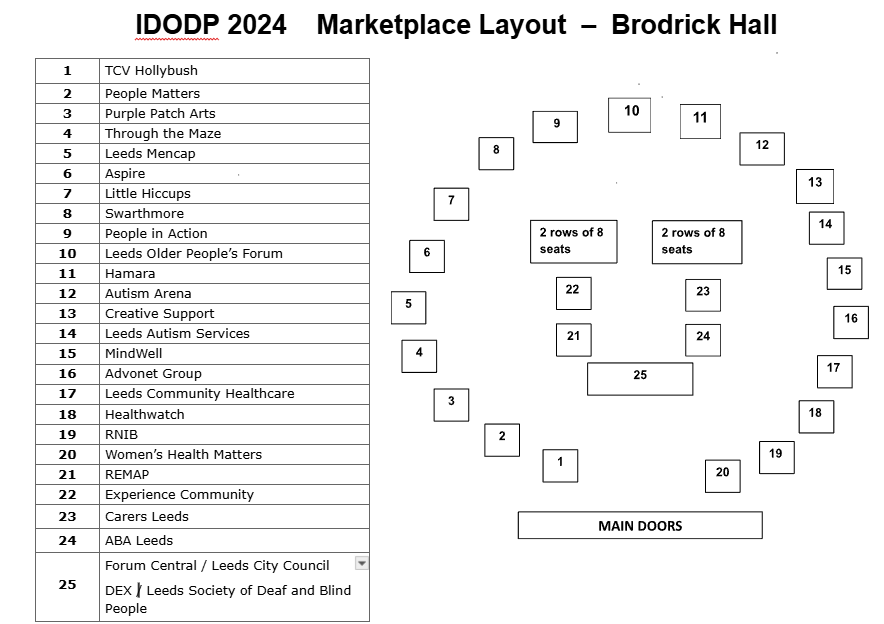 IDODP 2024 Marketplace Layout – Brodrick Hall
1 TCV Hollybush
2 People Matters
3 Purple Patch Arts
4 Through the Maze
5 Leeds Mencap
6 Aspire
7 Little Hiccups
8 Swarthmore
9 People in Action
10 Leeds Older People’s Forum
11 Hamara
12 Autism Arena
13 Creative Support
14 Leeds Autism Services
15 MindWell
16 Advonet Group
17 Leeds Community Healthcare
18 Healthwatch
19 RNIB
20 Women’s Health Matters
21 REMAP
22 Experience Community
23 Carers Leeds
24 ABA Leeds
25 Forum Central / Leeds City Council
DEX / Leeds Society of Deaf and Blind
People
10
11
9
12
8
13
7
14
2 rows of 8
seats
2 rows of 8
seats
6
15
22
23
5
16
21
24
4
25
17
3
18
2
19
1
20
MAIN DOORS